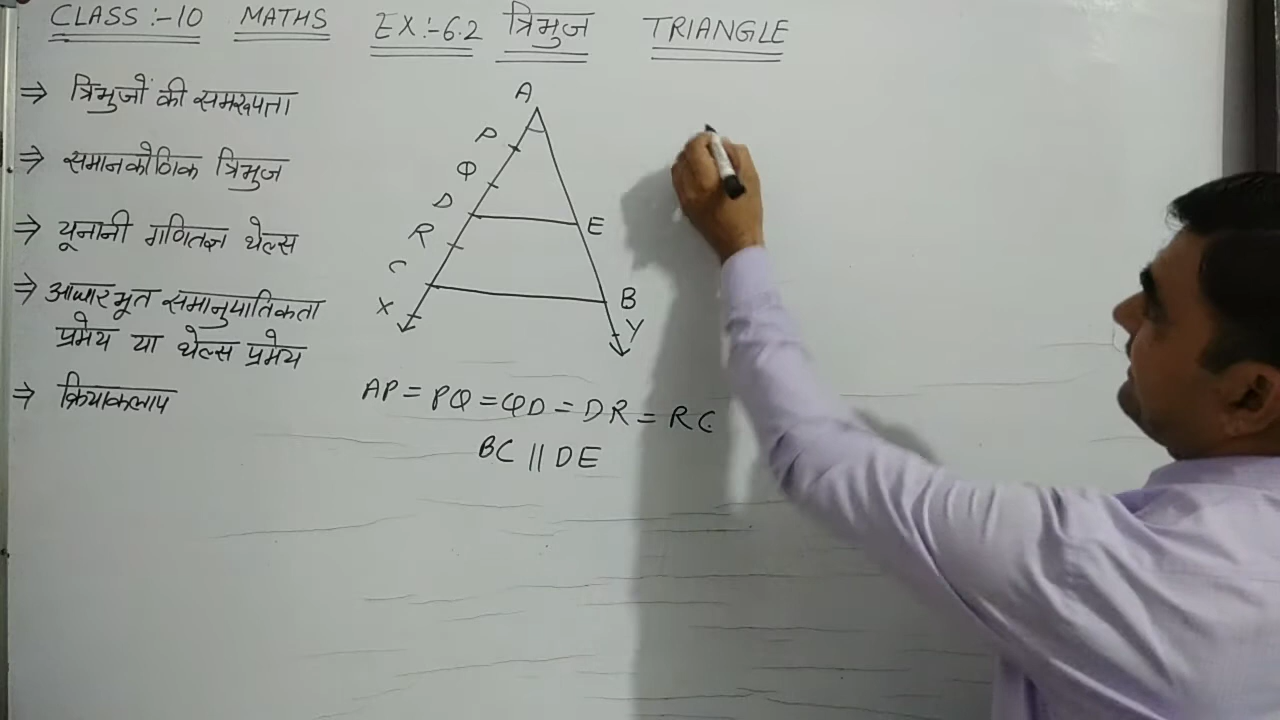 CLASS :- 10 MATHS EX :- 6.2 त्रिभुज TRIANGLE
⇒ त्रिभुजों की समरूपता
⇒ समानकोणिक त्रिभुज
⇒ यूनानी गणितज्ञ थेल्स
⇒ आधारभूत समानुपातिकता
प्रमेय या थेल्स प्रमेय
⇒ क्रियाकलाप
A
P
Q
D
E
R
C
B
X
Y
AP = PQ = QD = DR = RC
BC || DE